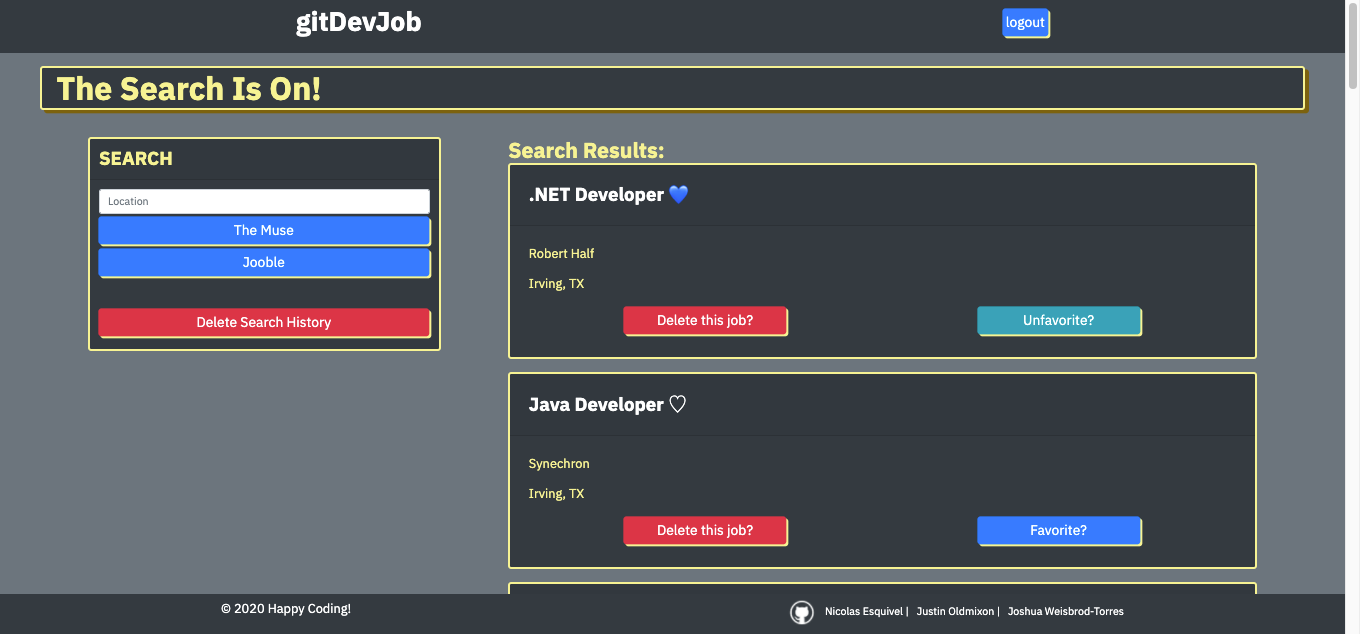 gitDevJob
logout
The Search Is On!
SEARCH
Location
The Muse
Jooble
Delete Search History
Search Results:
.NET Developer 💙
Robert Half
Irving, TX
Delete this job?
Unfavorite?
Java Developer ♡
Synechron
Irving, TX
Delete this job?
Favorite?
© 2020 Happy Coding!
Nicolas Esquivel | Justin Oldmixon | Joshua Weisbrod-Torres